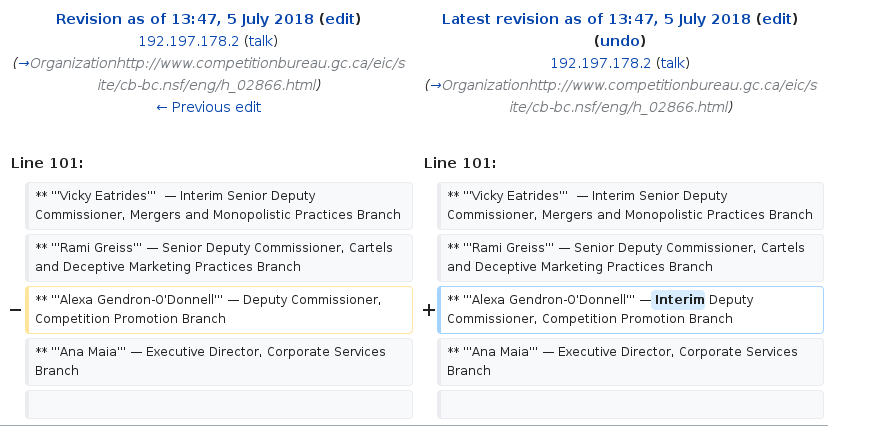 Revision as of 13:47, 5 July 2018 (edit)
192.197.178.2 (talk)
(→Organizationhttp://www.competitionbureau.gc.ca/eic/s
ite/cb-bc.nsf/eng/h_02866.html)
← Previous edit
Latest revision as of 13:47, 5 July 2018 (edit)
(undo)
192.197.178.2 (talk)
(→Organizationhttp://www.competitionbureau.gc.ca/eic/s
ite/cb-bc.nsf/eng/h_02866.html)
Line 101:
Line 101:
** '''Vicky Eatrides'''  — Interim Senior Deputy
Commissioner, Mergers and Monopolistic Practices Branch
** '''Vicky Eatrides'''  — Interim Senior Deputy
Commissioner, Mergers and Monopolistic Practices Branch
** '''Rami Greiss''' — Senior Deputy Commissioner, Cartels
and Deceptive Marketing Practices Branch
** '''Rami Greiss''' — Senior Deputy Commissioner, Cartels
and Deceptive Marketing Practices Branch
− ** '''Alexa Gendron-O'Donnell''' — Deputy Commissioner,
Competition Promotion Branch
+ ** '''Alexa Gendron-O'Donnell''' — Interim Deputy
Commissioner, Competition Promotion Branch
** '''Ana Maia''' — Executive Director, Corporate Services
Branch
** '''Ana Maia''' — Executive Director, Corporate Services
Branch